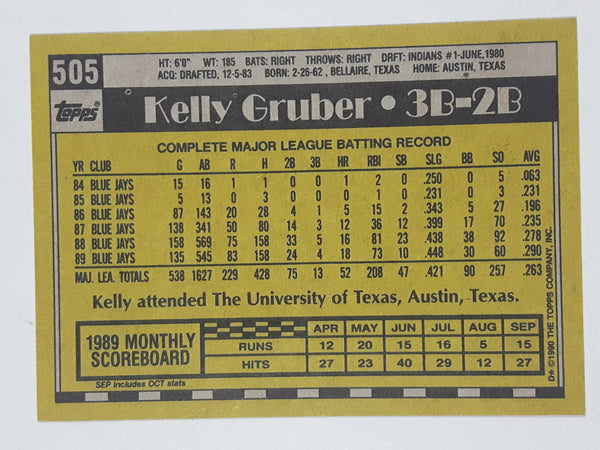 505
HT: 6'0" WT: 185 BATS: RIGHT THROWS: RIGHT DRFT: INDIANS #1-JUNE, 1980
ACQ: DRAFTED, 12-5-83 BORN: 2-26-62, BELLAIRE, TEXAS HOME: AUSTIN, TEXAS
Topps®
Kelly Gruber • 3B-2B
COMPLETE MAJOR LEAGUE BATTING RECORD
YR CLUB G AB R H 2B 3B HR RBI SB SLG BB SO AVG
84 BLUE JAYS 15 16 1 1 0 0 1 2 0 .250 0 5 .063
85 BLUE JAYS 5 13 0 3 0 0 0 1 0 .231 0 3 .231
86 BLUE JAYS 87 143 20 28 4 1 5 15 2 .343 5 27 .196
87 BLUE JAYS 138 341 50 80 14 3 12 36 12 .399 17 70 .235
88 BLUE JAYS 158 569 75 158 33 5 16 81 23 .438 38 92 .278
89 BLUE JAYS 135 545 83 158 24 4 18 73 10 .448 30 60 .290
MAJ. LEA. TOTALS 538 1627 229 428 75 13 52 208 47 .421 90 257 .263
Kelly attended The University of Texas, Austin, Texas.
1989 MONTHLY
SCOREBOARD
APR MAY JUN JUL AUG SEP
RUNS 12 20 15 16 5 15
HITS 27 23 40 29 12 27
SEP includes OCT stats
D* ©1990 THE TOPPS COMPANY, INC.